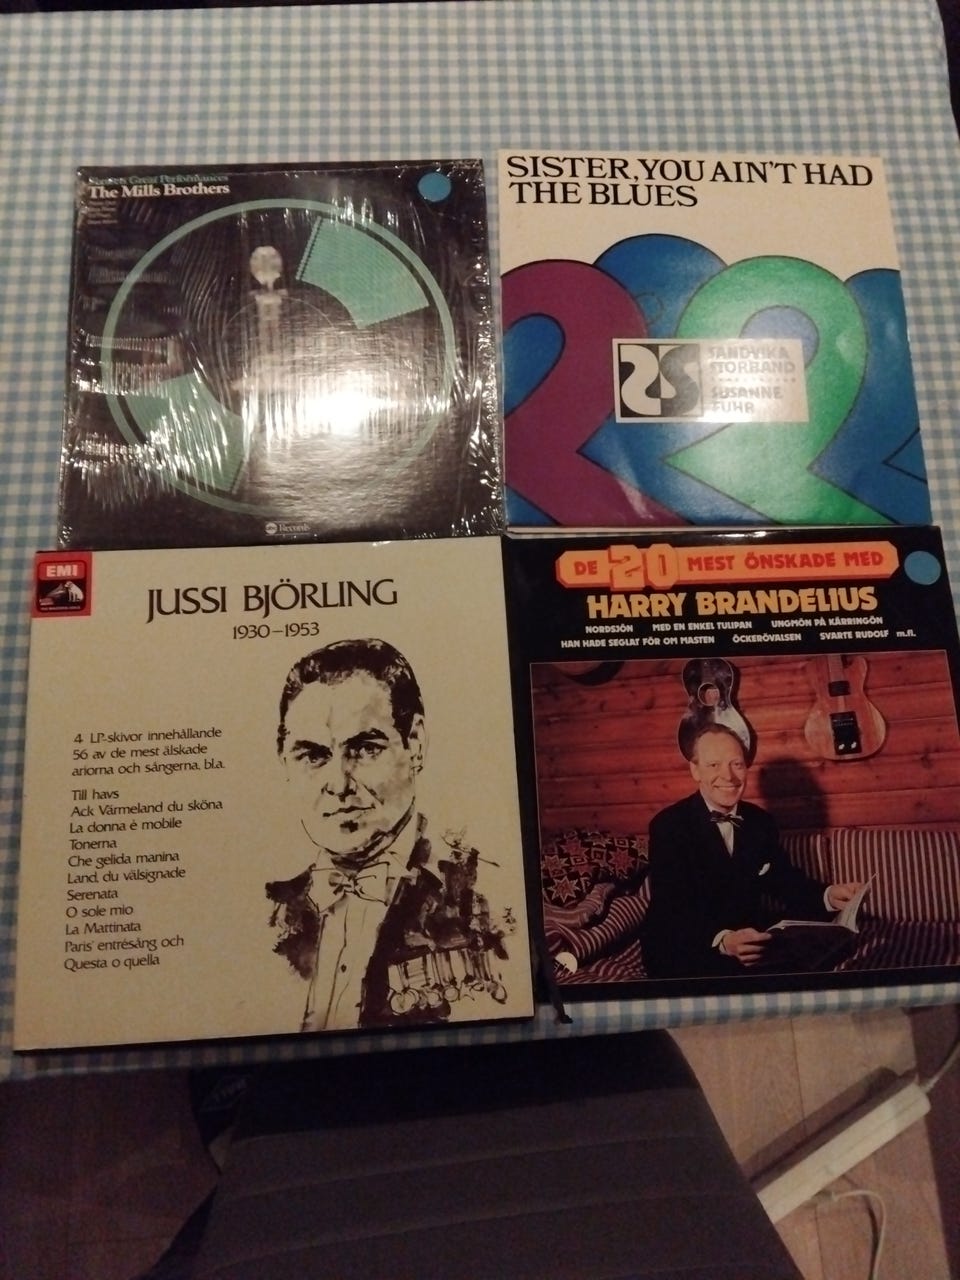 Great Performances
The Mills Brothers
abc Records
SISTER, YOU AIN'T HAD
THE BLUES
SANDVIKA
STORBAND
SUSANNE
FUHR
EMI
JUSSI BJÖRLING
1930–1953
4 LP-skivor innehållande
56 av de mest älskade
ariorna och sångerna, bl.a.
Till havs
Ack Värmeland du sköna
La donna è mobile
Tonerna
Che gelida manina
Land, du välsignade
Serenata
O sole mio
La Mattinata
Paris' entrésång och
Questa o quella
DE 20 MEST ÖNSKADE MED
HARRY BRANDELIUS
NORDSJÖN MED EN ENKEL TULIPAN UNGMÖN PÅ KÄRRINGÖN
HAN HADE SEGLAT FÖR OM MASTEN ÖCKERÖVALSEN SVARTE RUDOLF m.fl.